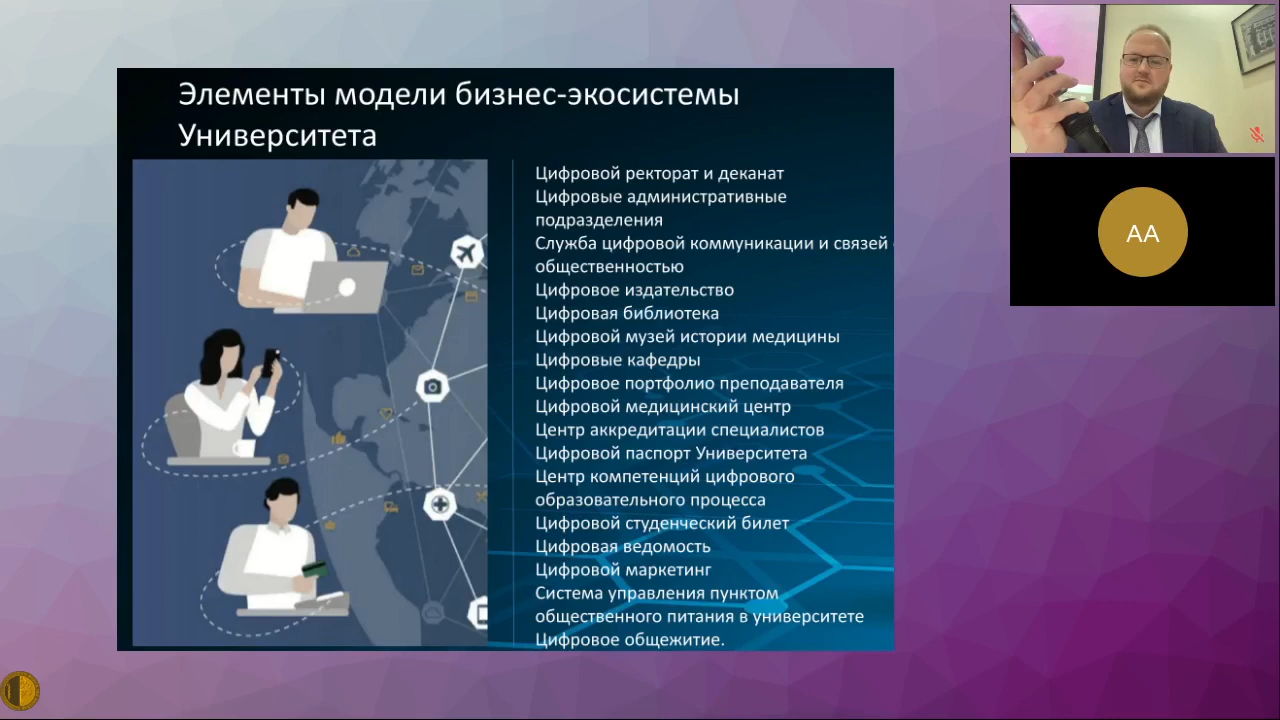 Элементы модели бизнес-экосистемы
Университета
Цифровой ректорат и деканат
Цифровые административные
подразделения
Служба цифровой коммуникации и связей
общественностью
Цифровое издательство
Цифровая библиотека
Цифровой музей истории медицины
Цифровые кафедры
Цифровое портфолио преподавателя
Цифровой медицинский центр
Центр аккредитации специалистов
Цифровой паспорт Университета
Центр компетенций цифрового
образовательного процесса
Цифровой студенческий билет
Цифровая ведомость
Цифровой маркетинг
Система управления пунктом
общественного питания в университете
Цифровое общежитие.
АА